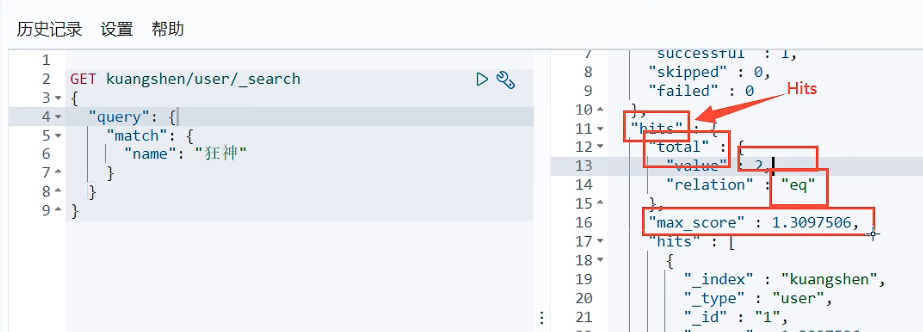 历史记录 设置 帮助
1
2 GET kuangshen/user/_search
3 {
4 "query": {
5 "match": {
6 "name": "狂神"
7 }
8 }
9 }
7 "successful" : 1,
8 "skipped" : 0,
9 "failed" : 0
10 },
Hits
11 "hits" : {
12 "total" : {
13 "value" : 2,
14 "relation" : "eq"
15 },
16 "max_score" : 1.3097506,
17 "hits" : [
18 {
19 "_index" : "kuangshen",
20 "_type" : "user",
21 "_id" : "1",